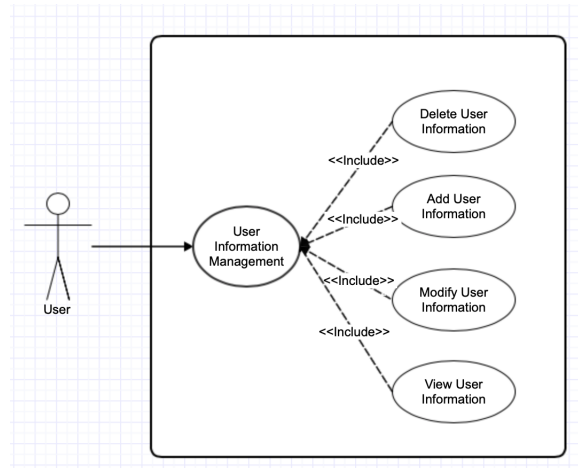 Delete User
Information
<<Include>>
Add User
Information
<<Include>>
User
Information
Management
<<Include>>
Modify User
Information
User
<<Include>>
View User
Information